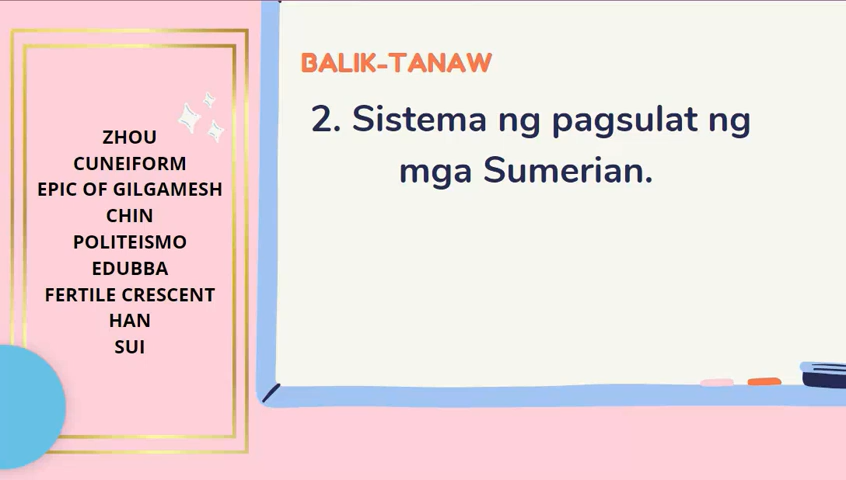 ZHOU
CUNEIFORM
EPIC OF GILGAMESH
CHIN
POLITEISMO
EDUBBA
FERTILE CRESCENT
HAN
SUI
BALIK-TANAW
2. Sistema ng pagsulat ng
mga Sumerian.